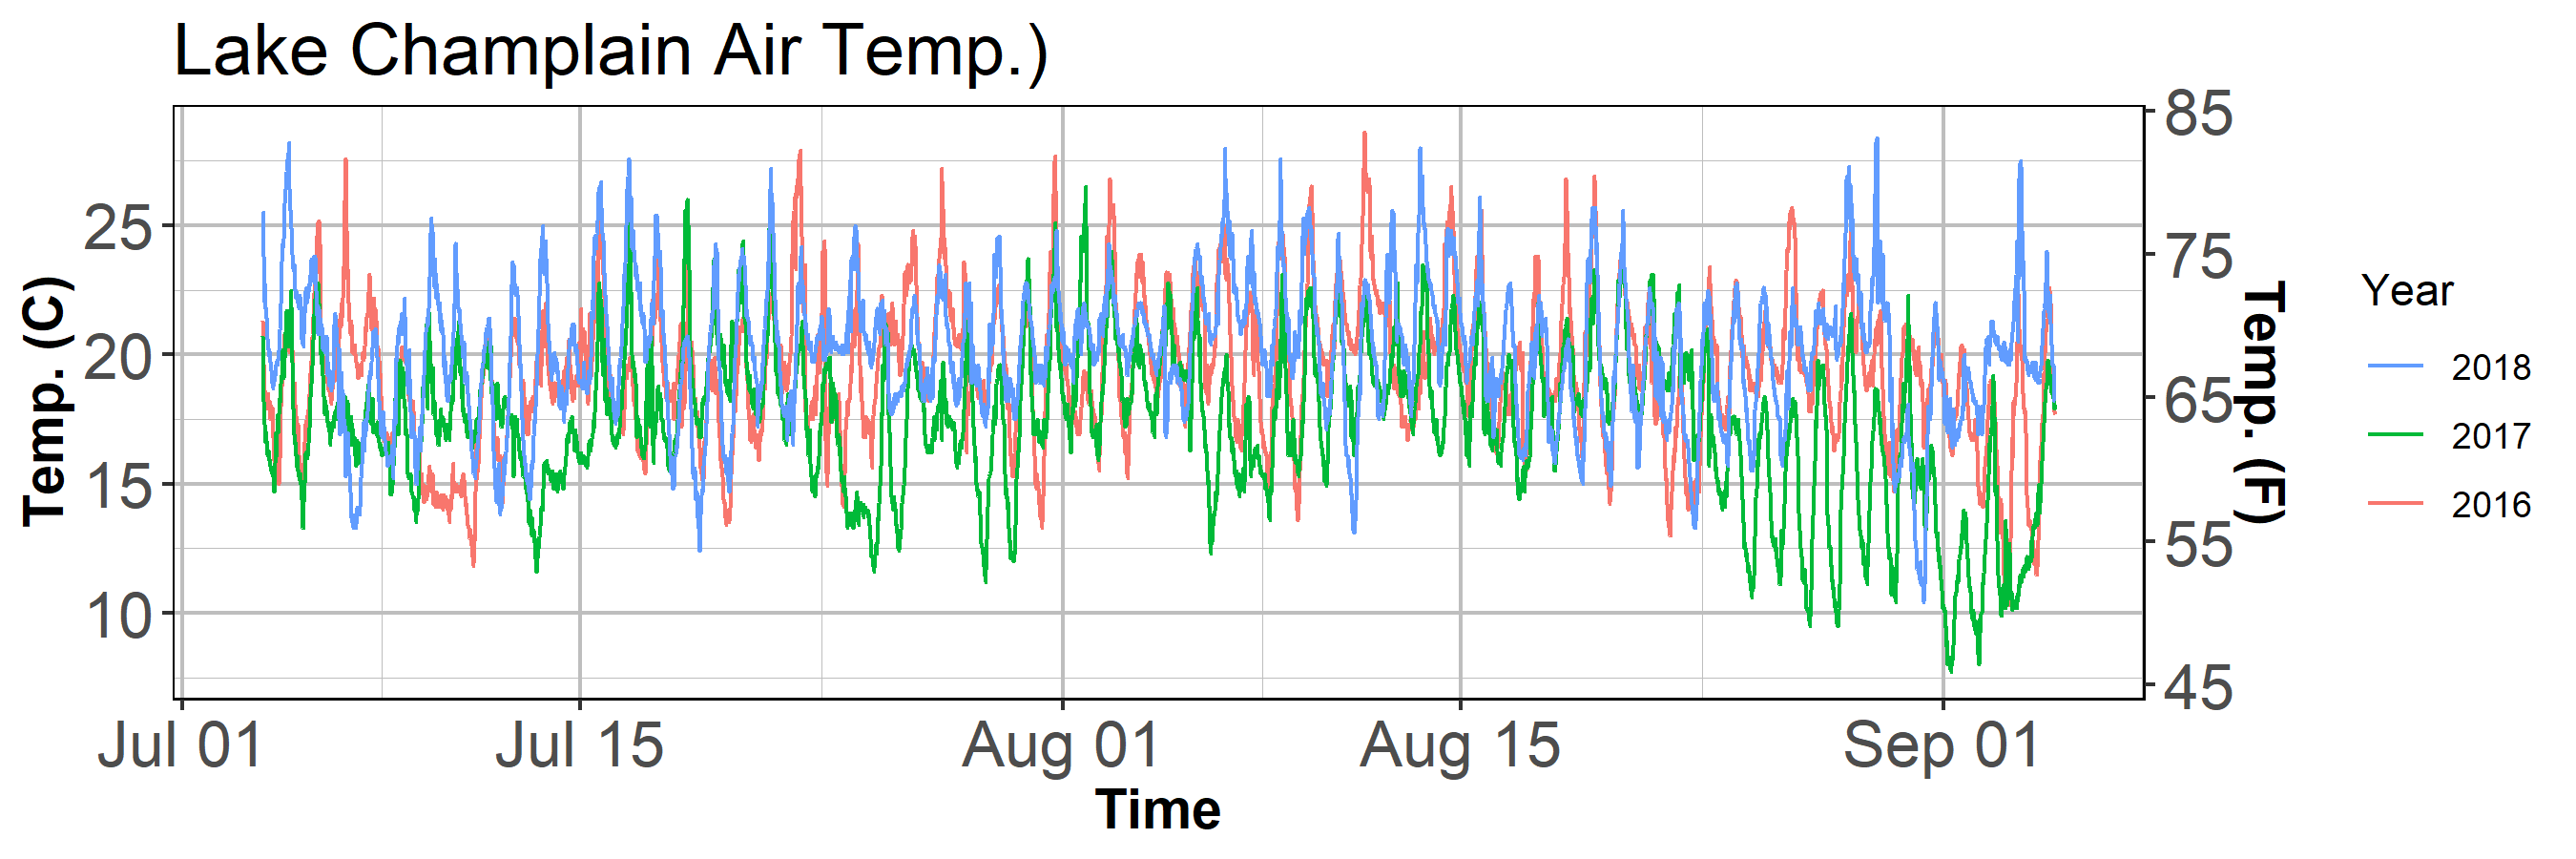 Lake Champlain Air Temp.)
Temp. (C)
25
20
15
10
85
75
65
55
45
Temp. (F)
Jul 01
Jul 15
Aug 01
Aug 15
Sep 01
Time
Year
2018
2017
2016